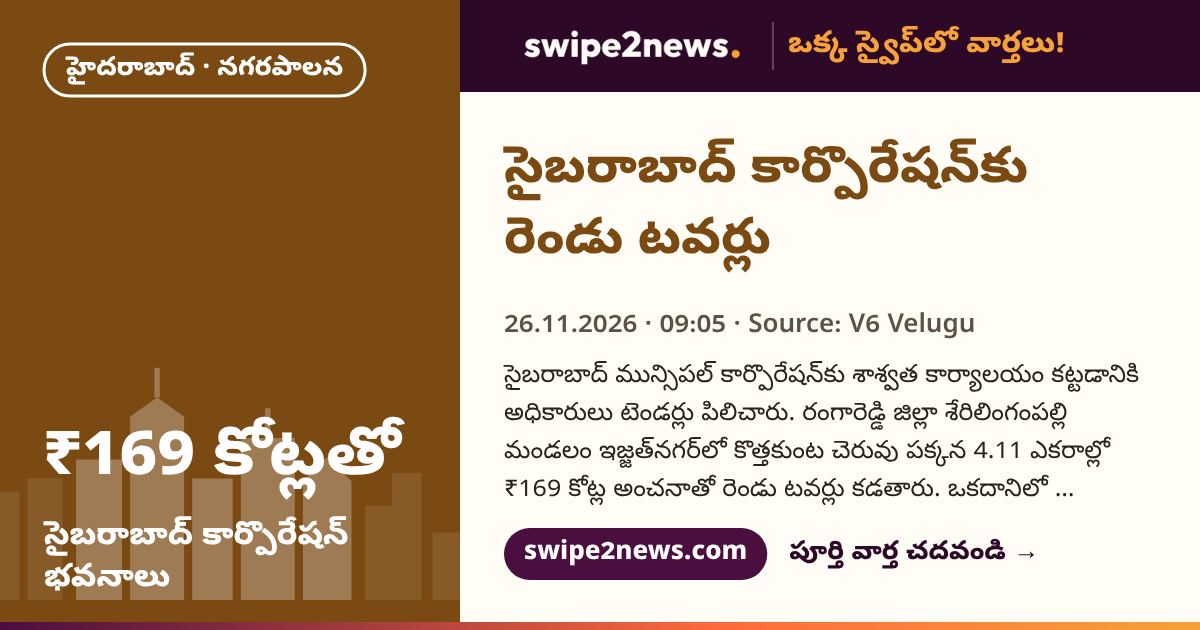 హైదరాబాద్ · నగరపాలన
₹169 కోట్లతో
సైబరాబాద్ కార్పొరేషన్
భవనాలు
swipe2news.
ఒక్క స్వైప్‌లో వార్తలు!
సైబరాబాద్ కార్పొరేషన్‌కు
రెండు టవర్లు
26.11.2026 · 09:05 · Source: V6 Velugu
సైబరాబాద్ మున్సిపల్ కార్పొరేషన్‌కు శాశ్వత కార్యాలయం కట్టడానికి
అధికారులు టెండర్లు పిలిచారు. రంగారెడ్డి జిల్లా శేరిలింగంపల్లి
మండలం ఇజ్జత్‌నగర్‌లో కొత్తకుంట చెరువు పక్కన 4.11 ఎకరాల్లో
₹169 కోట్ల అంచనాతో రెండు టవర్లు కడతారు. ఒకదానిలో ...
swipe2news.com
పూర్తి వార్త చదవండి →